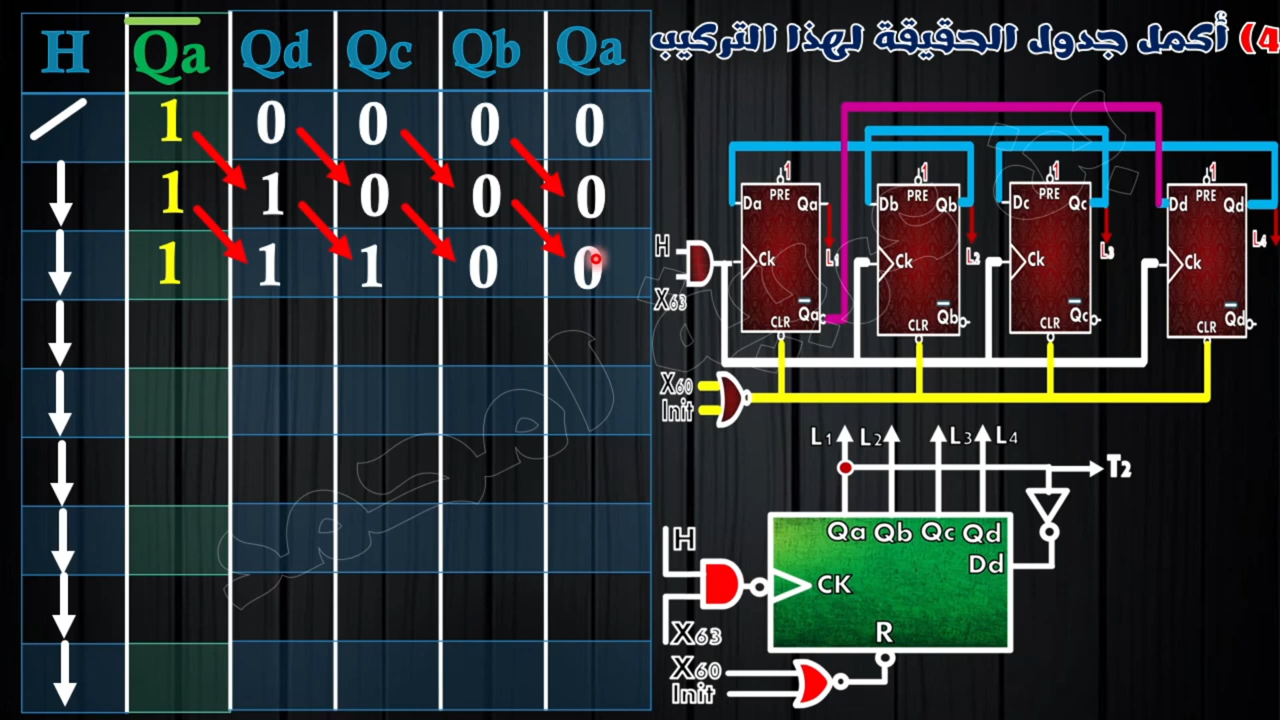 4) أكمل جدول الحقيقة لهذا التركيب
H Qa Qd Qc Qb Qa
1 0 0 0 0
1 1 0 0 0
1 1 1 0 0
1 1 1 1
PRE PRE PRE PRE
Da Qa Db Qb Dc Qc Dd Qd
L1 L2 L3 L4
H
Ck Ck Ck Ck
X63
Qa Qb Qc Qd
CLR CLR CLR CLR
X60
Init
L1 L2 L3 L4
T2
Qa Qb Qc Qd
H
Dd
CK
X63
R
X60
Init